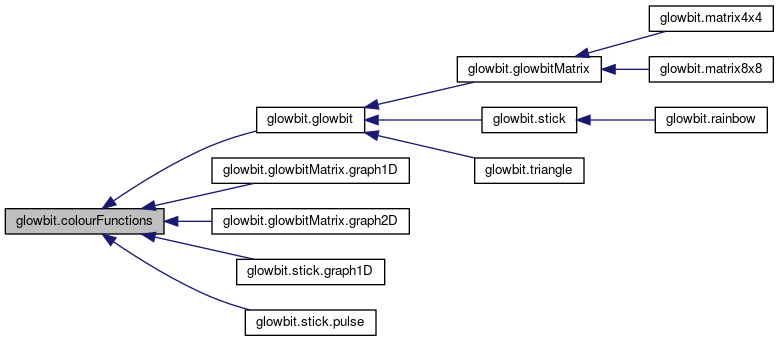 glowbit.matrix4x4
glowbit.glowbitMatrix
glowbit.matrix8x8
glowbit.glowbit
glowbit.stick
glowbit.rainbow
glowbit.triangle
glowbit.glowbitMatrix.graph1D
glowbit.colourFunctions
glowbit.glowbitMatrix.graph2D
glowbit.stick.graph1D
glowbit.stick.pulse